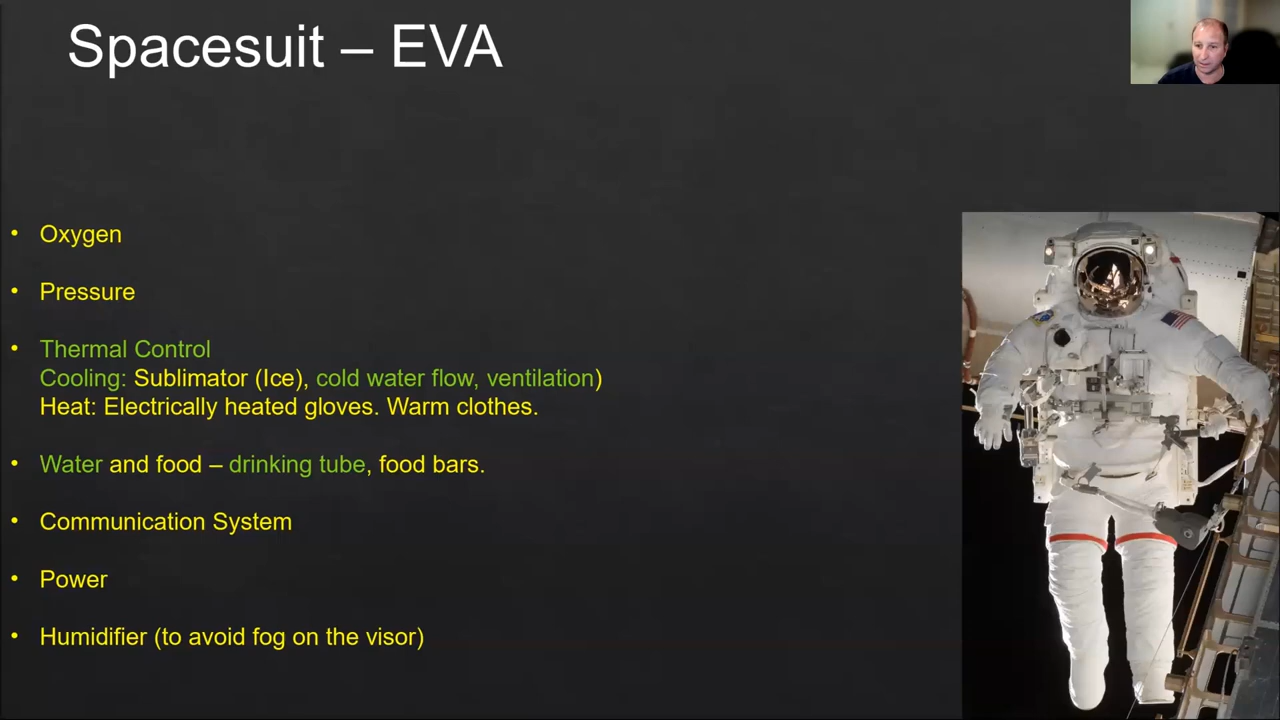 Spacesuit – EVA
• Oxygen
• Pressure
• Thermal Control
Cooling: Sublimator (Ice), cold water flow, ventilation)
Heat: Electrically heated gloves. Warm clothes.
• Water and food – drinking tube, food bars.
• Communication System
• Power
• Humidifier (to avoid fog on the visor)